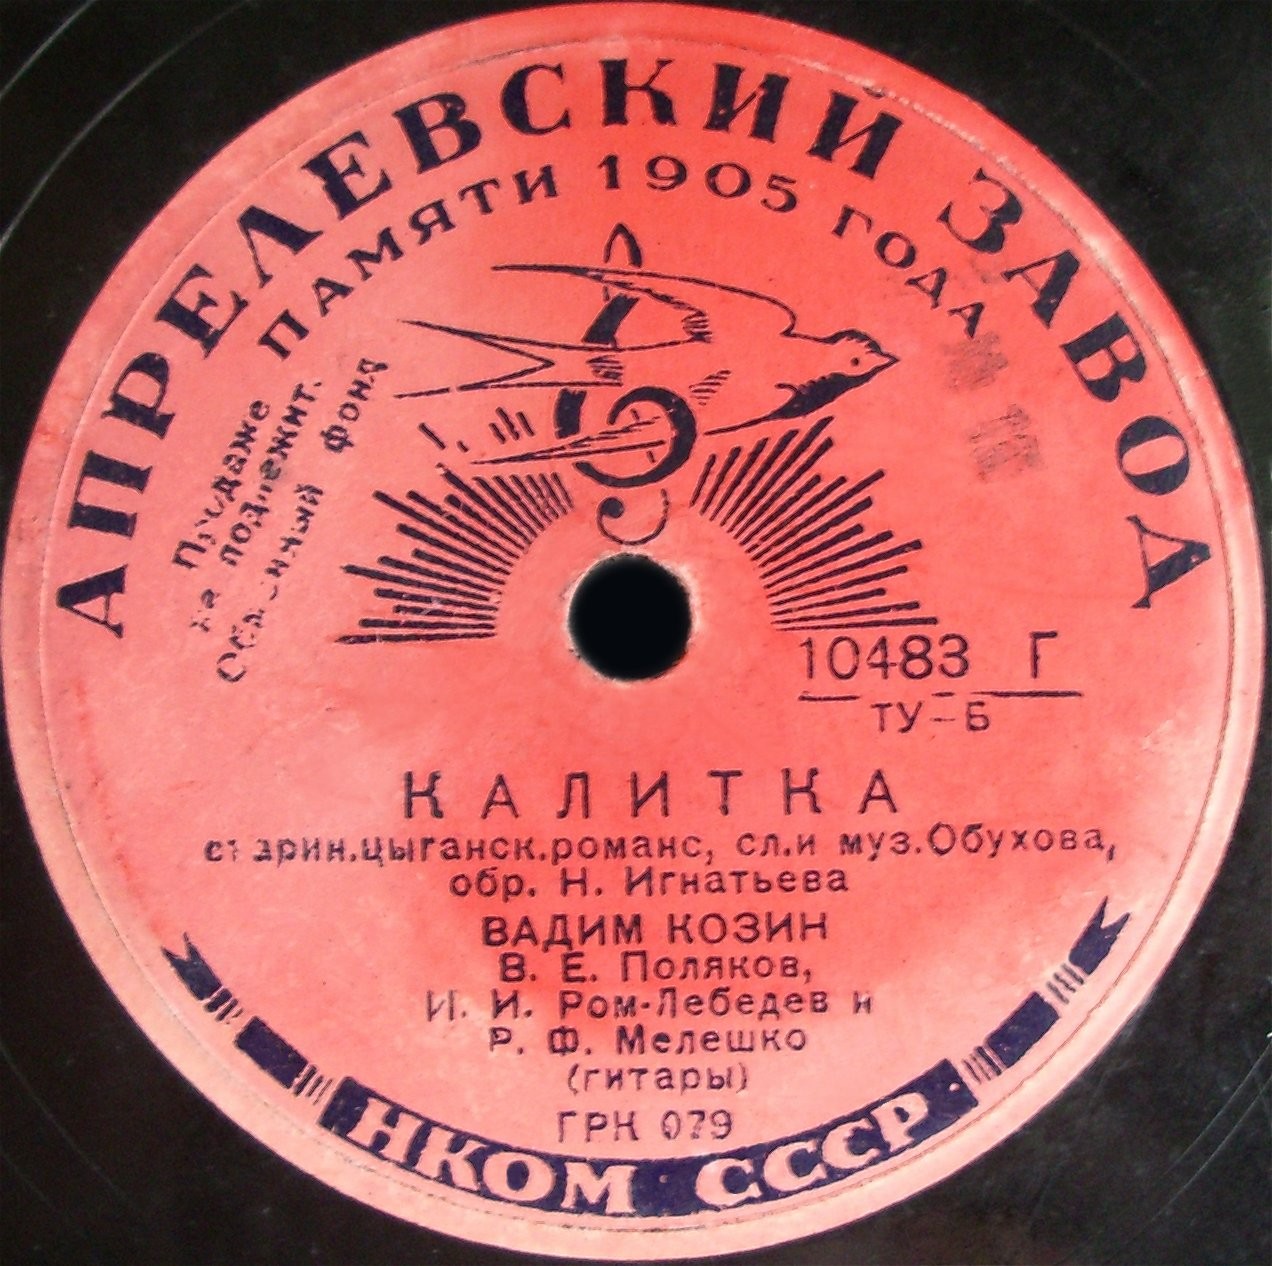 АПРЕЛЕВСКИЙ ЗАВОД
ПАМЯТИ 1905 ГОДА
Продаже
не подлежит.
Обменный фонд
10483 Г
ТУ-Б
КАЛИТКА
старин.цыганск.романс, сл.и муз.Обухова,
обр. Н. Игнатьева
ВАДИМ КОЗИН
В. Е. Поляков,
И. И. Ром-Лебедев и
Р. Ф. Мелешко
(гитары)
ГРК 079
НКОМ СССР